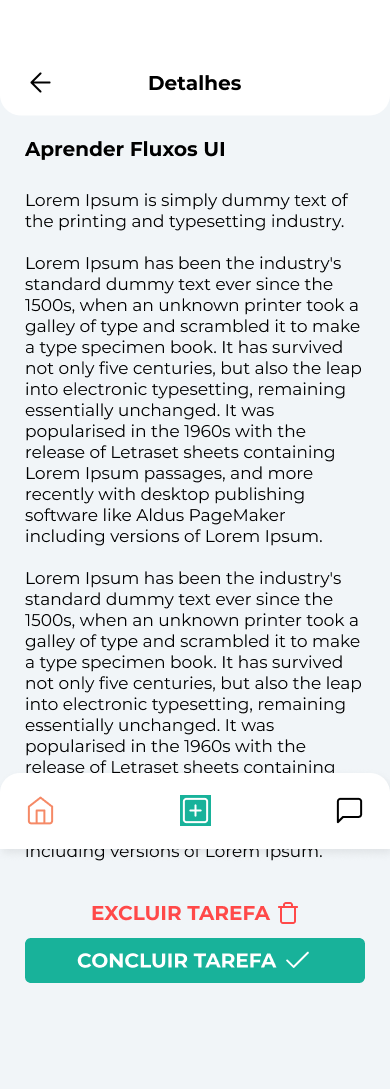 Detalhes
Aprender Fluxos UI
Lorem Ipsum is simply dummy text of
the printing and typesetting industry.
Lorem Ipsum has been the industry's
standard dummy text ever since the
1500s, when an unknown printer took a
galley of type and scrambled it to make
a type specimen book. It has survived
not only five centuries, but also the leap
into electronic typesetting, remaining
essentially unchanged. It was
popularised in the 1960s with the
release of Letraset sheets containing
Lorem Ipsum passages, and more
recently with desktop publishing
software like Aldus PageMaker
including versions of Lorem Ipsum.
Lorem Ipsum has been the industry's
standard dummy text ever since the
1500s, when an unknown printer took a
galley of type and scrambled it to make
a type specimen book. It has survived
not only five centuries, but also the leap
into electronic typesetting, remaining
essentially unchanged. It was
popularised in the 1960s with the
release of Letraset sheets containing
including versions of Lorem Ipsum.
EXCLUIR TAREFA
CONCLUIR TAREFA